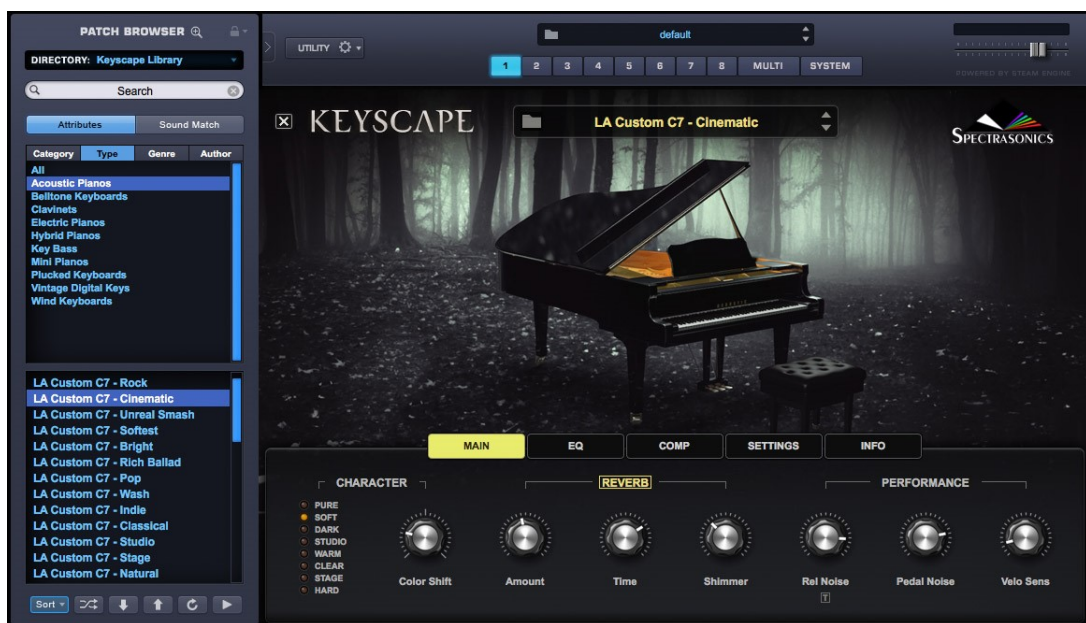 PATCH BROWSER
DIRECTORY: Keyscape Library
Search
Attributes
Sound Match
Category
Type
Genre
Author
All
Acoustic Pianos
Belltone Keyboards
Clavinets
Electric Pianos
Hybrid Pianos
Key Bass
Mini Pianos
Plucked Keyboards
Vintage Digital Keys
Wind Keyboards
LA Custom C7 - Rock
LA Custom C7 - Cinematic
LA Custom C7 - Unreal Smash
LA Custom C7 - Softest
LA Custom C7 - Bright
LA Custom C7 - Rich Ballad
LA Custom C7 - Pop
LA Custom C7 - Wash
LA Custom C7 - Indie
LA Custom C7 - Classical
LA Custom C7 - Studio
LA Custom C7 - Stage
LA Custom C7 - Natural
Sort
UTILITY
default
1
2
3
4
5
6
7
8
MULTI
SYSTEM
POWERED BY STEAM ENGINE
KEYSCAPE
LA Custom C7 - Cinematic
SPECTRASONICS
MAIN
EQ
COMP
SETTINGS
INFO
CHARACTER
REVERB
PERFORMANCE
PURE
SOFT
DARK
STUDIO
WARM
CLEAR
STAGE
HARD
Color Shift
Amount
Time
Shimmer
Rel Noise
Pedal Noise
Velo Sens
T